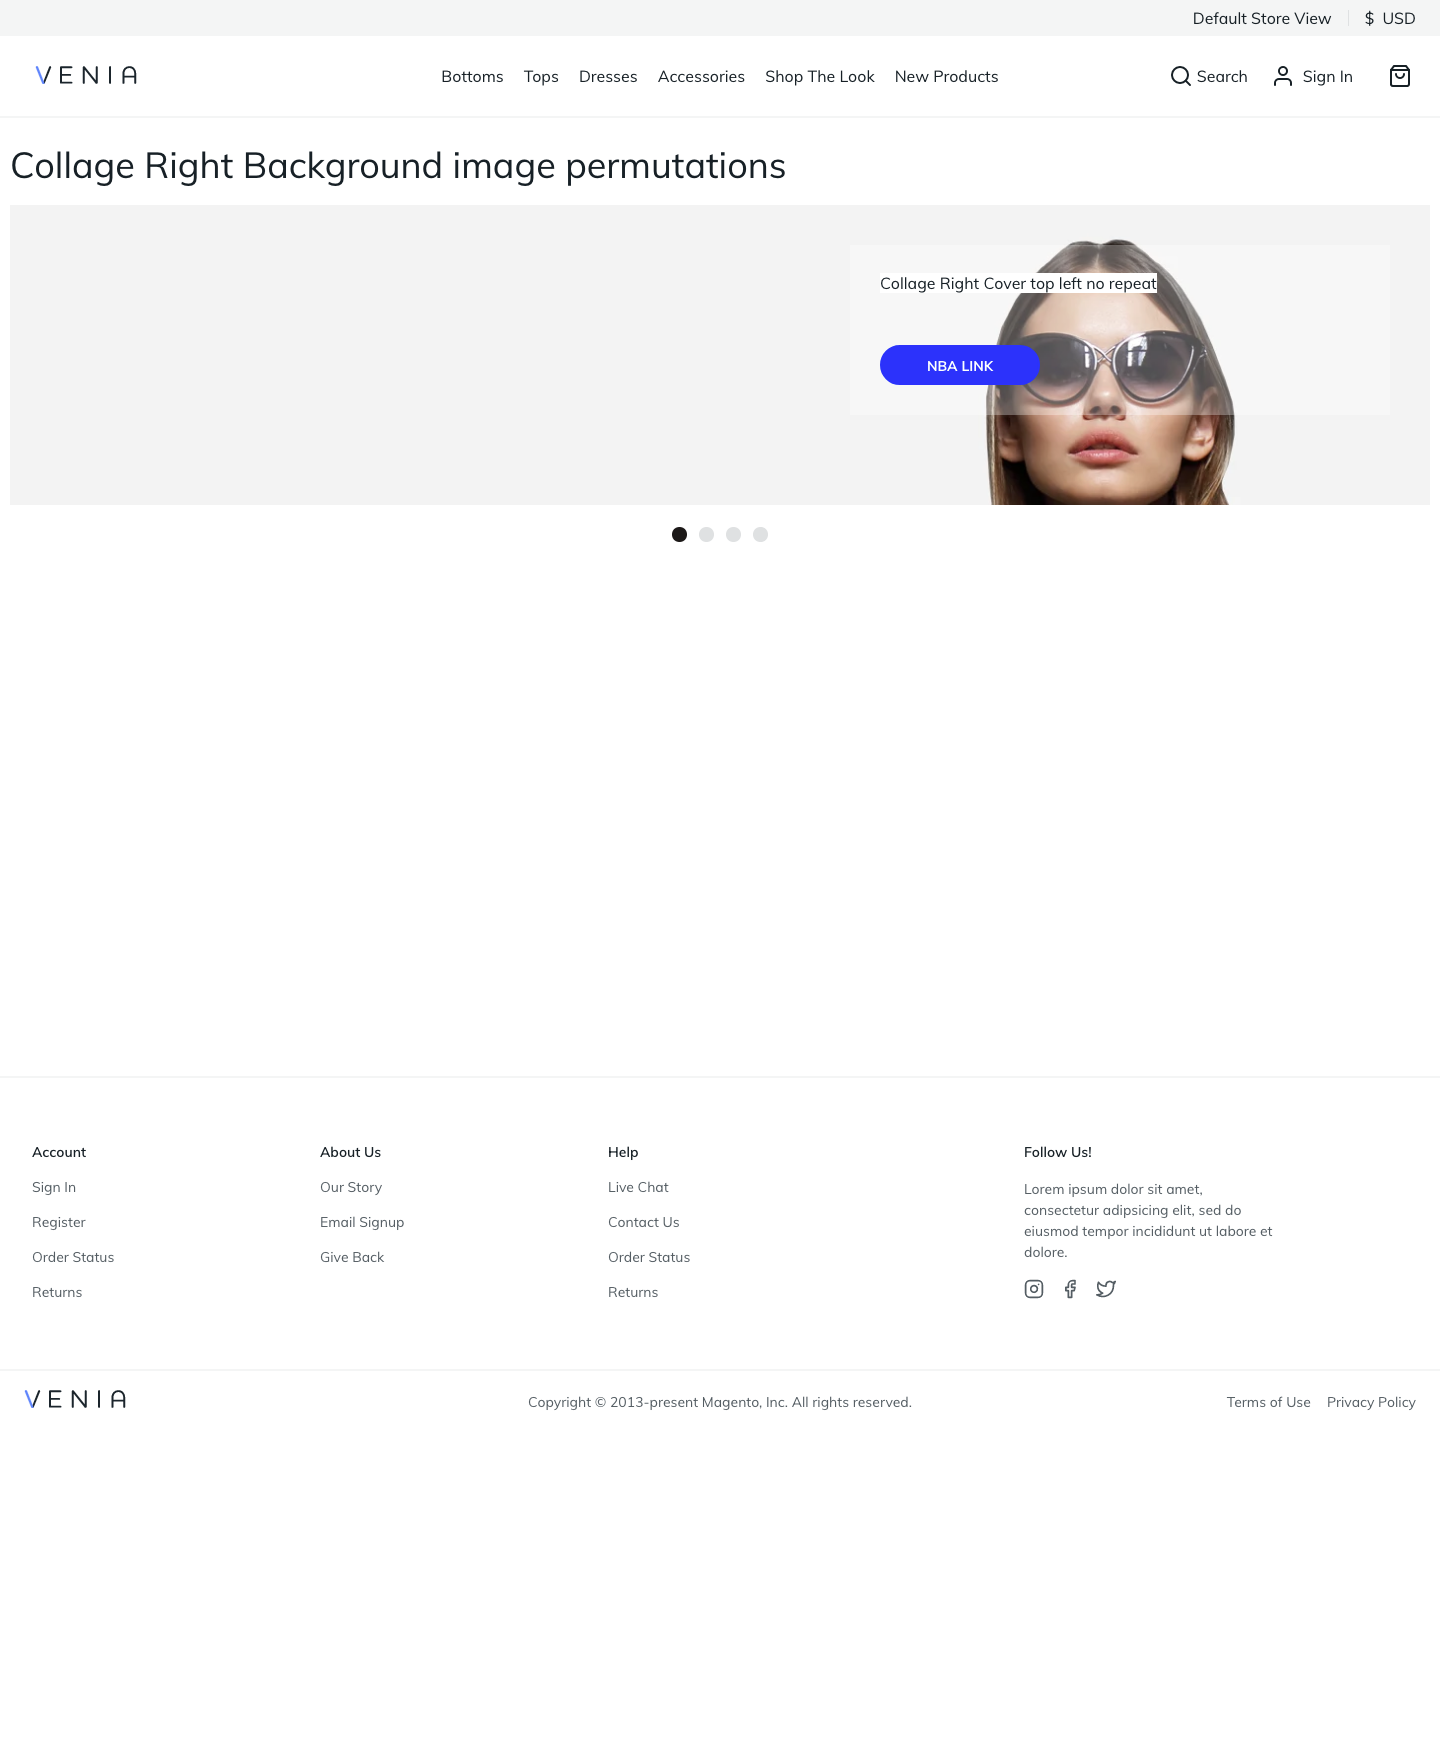 Default Store View $ USD
VENIA Bottoms Tops Dresses Accessories Shop The Look New Products Search Sign In
Collage Right Background image permutations
Collage Right Cover top left no repeat
NBA LINK
Account
Sign In
Register
Order Status
Returns
About Us
Our Story
Email Signup
Give Back
Help
Live Chat
Contact Us
Order Status
Returns
Follow Us!
Lorem ipsum dolor sit amet,
consectetur adipsicing elit, sed do
eiusmod tempor incididunt ut labore et
dolore.
VENIA Copyright © 2013-present Magento, Inc. All rights reserved. Terms of Use Privacy Policy